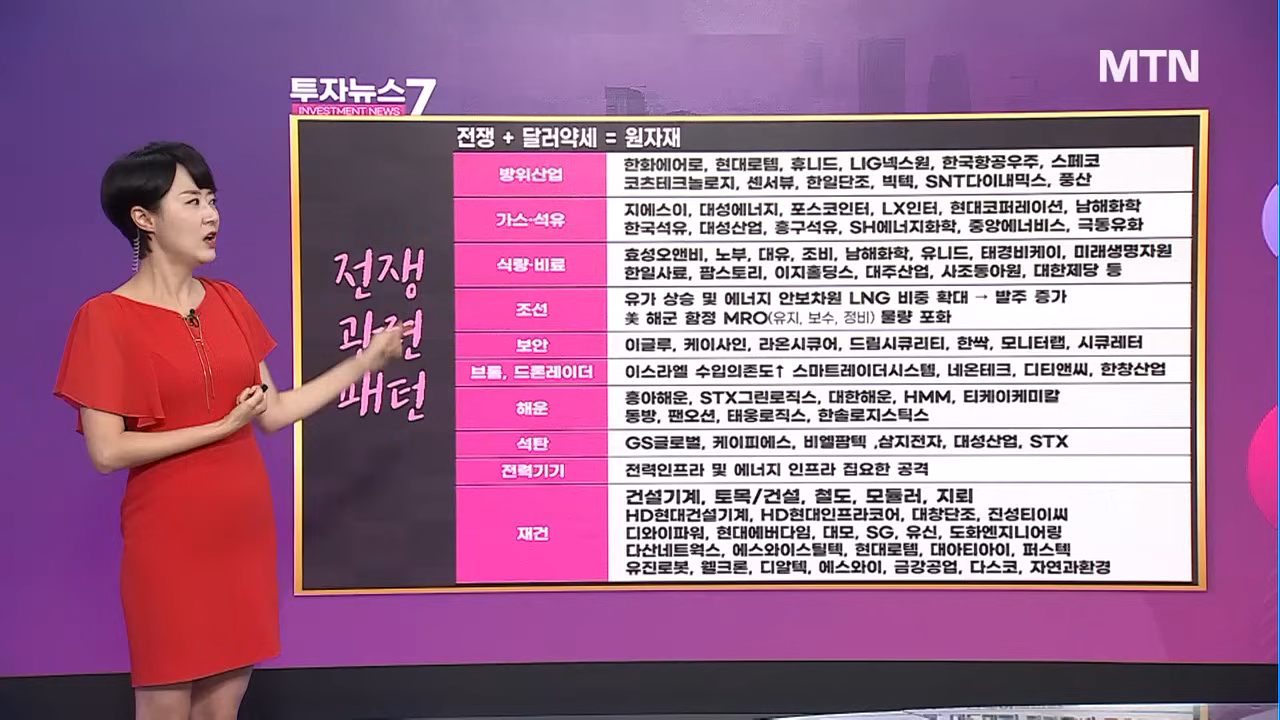 MTN
투자뉴스7
INVESTMENT NEWS
전쟁 + 달러약세 = 원자재
전쟁
관련
패턴
방위산업
한화에어로, 현대로템, 휴니드, LIG넥스원, 한국항공우주, 스페코
코츠테크놀로지, 센서뷰, 한일단조, 빅텍, SNT다이내믹스, 풍산
가스·석유
지에스이, 대성에너지, 포스코인터, LX인터, 현대코퍼레이션, 남해화학
한국석유, 대성산업, 흥구석유, SH에너지화학, 중앙에너비스, 극동유화
식량·비료
효성오앤비, 노부, 대유, 조비, 남해화학, 유니드, 태경비케이, 미래생명자원
한일사료, 팜스토리, 이지홀딩스, 대주산업, 사조동아원, 대한제당 등
조선
유가 상승 및 에너지 안보차원 LNG 비중 확대 → 발주 증가
美 해군 함정 MRO(유지, 보수, 정비) 물량 포화
보안
이글루, 케이사인, 라온시큐어, 드림시큐리티, 한싹, 모니터랩, 시큐레터
브롬, 드론레이더
이스라엘 수입의존도↑ 스마트레이더시스템, 네온테크, 디티앤씨, 한창산업
해운
흥아해운, STX그린로직스, 대한해운, HMM, 티케이케미칼
동방, 팬오션, 태웅로직스, 한솔로지스틱스
석탄
GS글로벌, 케이피에스, 비엘팜텍 ,삼지전자, 대성산업, STX
전력기기
전력인프라 및 에너지 인프라 집요한 공격
재건
건설기계, 토목/건설, 철도, 모듈러, 지뢰
HD현대건설기계, HD현대인프라코어, 대창단조, 진성티이씨
디와이파워, 현대에버다임, 대모, SG, 유신, 도화엔지니어링
다산네트웍스, 에스와이스틸텍, 현대로템, 대아티아이, 퍼스텍
유진로봇, 웰크론, 디알텍, 에스와이, 금강공업, 다스코, 자연과환경